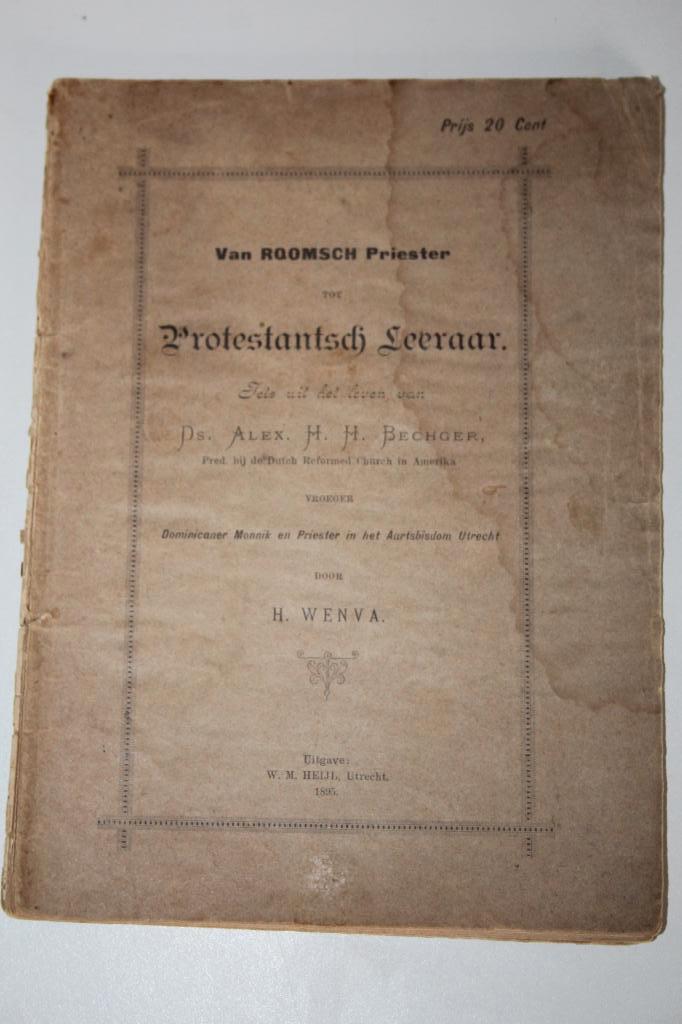 Prijs 20 Cent
Van ROOMSCH Priester
TOT
Protestantsch Leeraar.
Iets uit het leven van
Ds. Alex. H. H. Bechger,
Pred. bij de Dutch Reformed Church in Amerika
VROEGER
Dominicaner Monnik en Priester in het Aartsbisdom Utrecht
DOOR
H. WENVA.
Uitgave:
W. M. HEIJL, Utrecht.
1895.